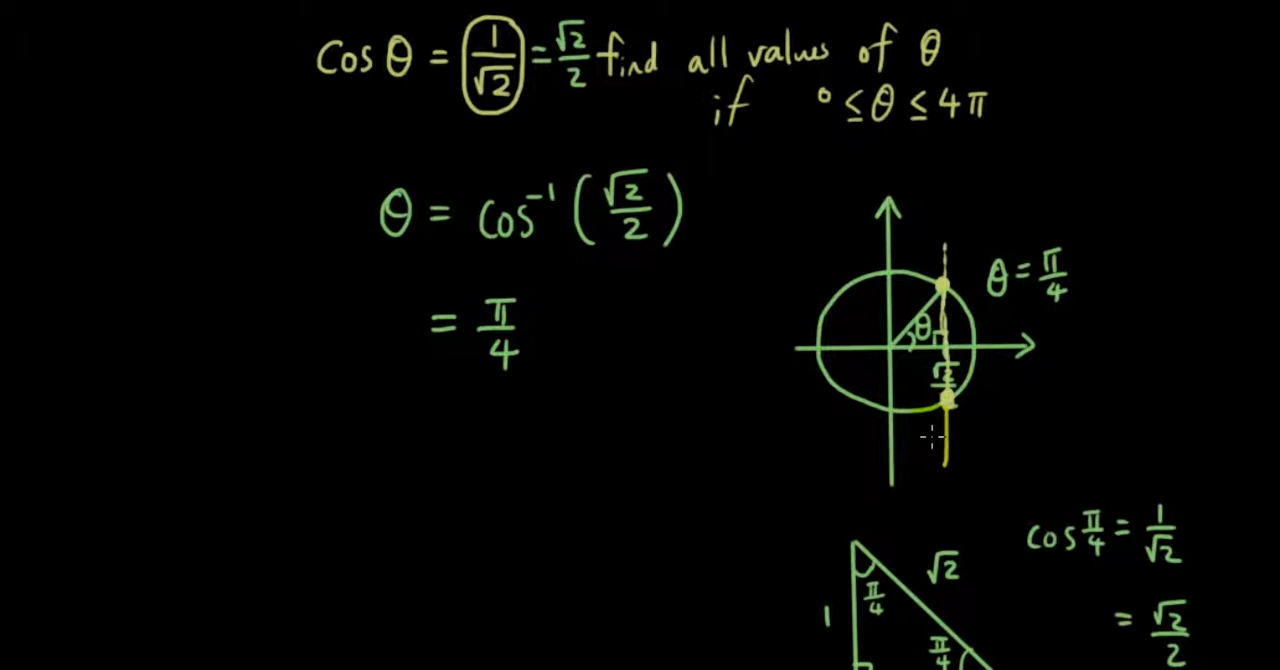 cos θ = 1/√2 = √2/2 find all values of θ
if 0 ≤ θ ≤ 4π
θ = cos⁻¹ (√2/2)
= π/4
θ = π/4
θ
√2/2
cos π/4 = 1/√2
= √2/2
√2
π/4
1
π/4